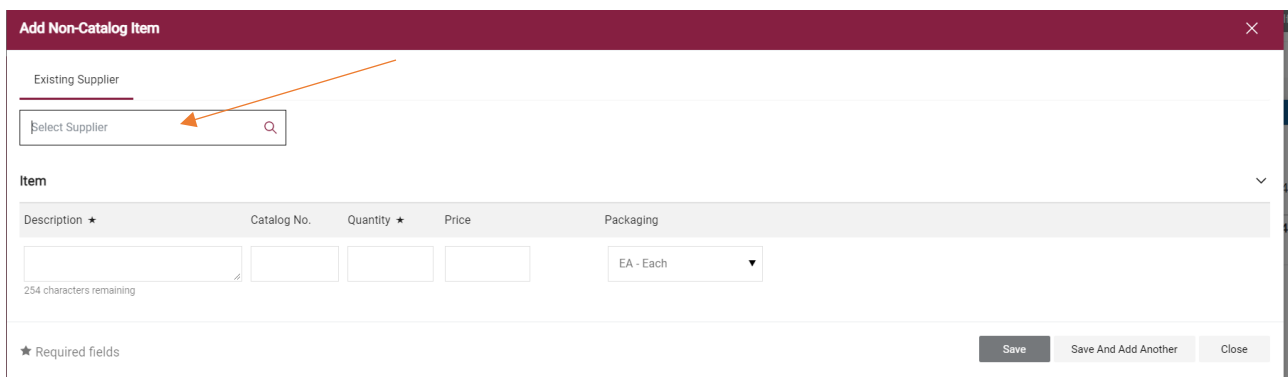 Add Non-Catalog Item
Existing Supplier
Select Supplier
Item
Description ★ Catalog No. Quantity ★ Price Packaging
EA - Each
254 characters remaining
★ Required fields Save Save And Add Another Close